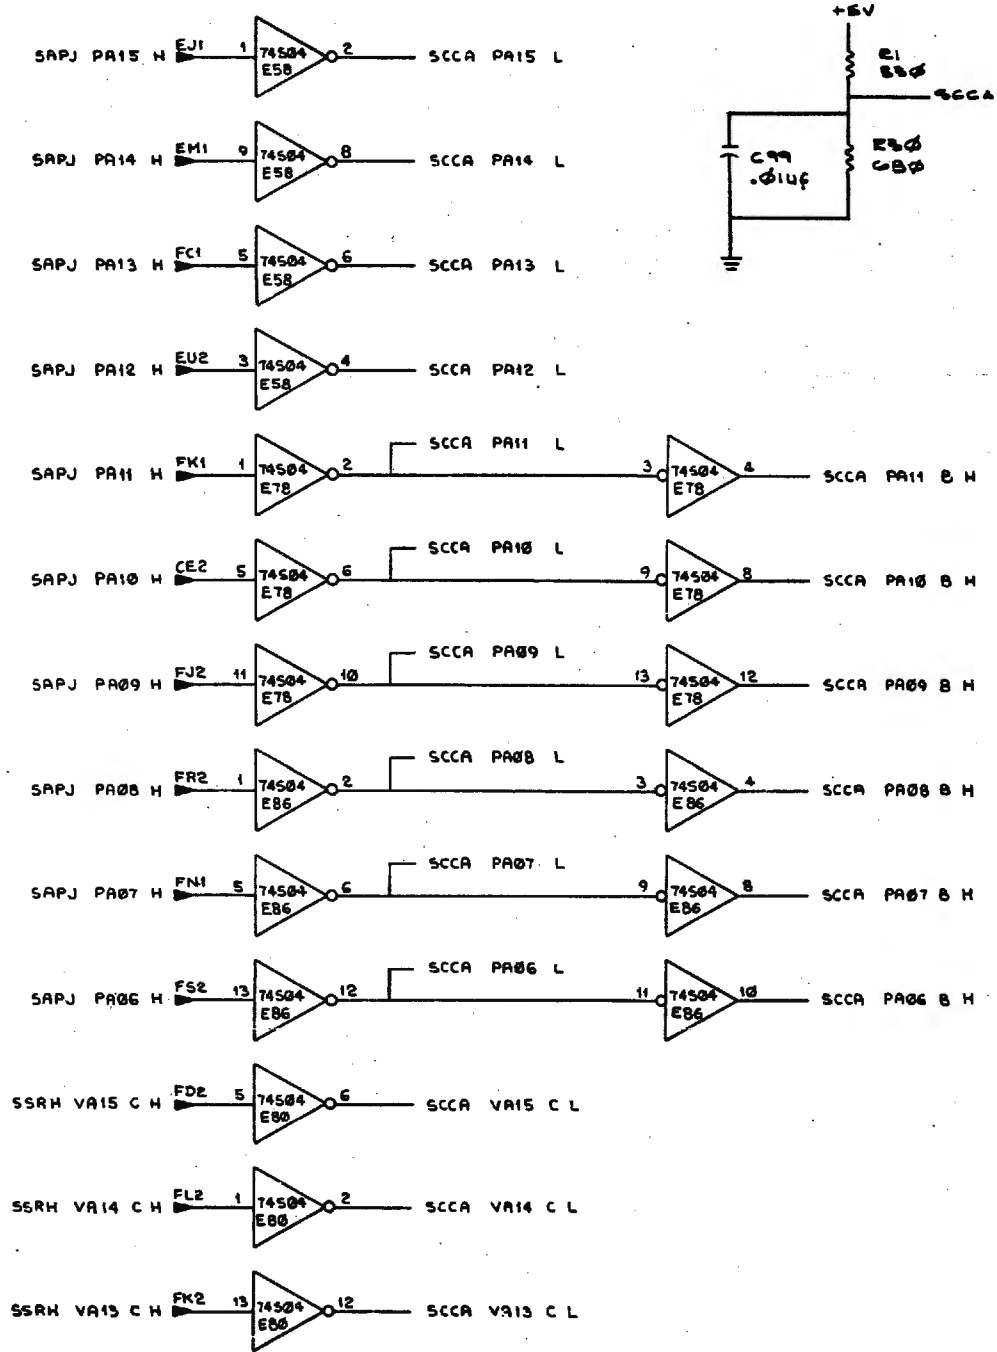 +5V
R1
330
SCCA
R30
680
C99
.01uf
SAPJ PA15 H EJ1 1 74S04 E58 2 SCCA PA15 L
SAPJ PA14 H EM1 9 74S04 E58 8 SCCA PA14 L
SAPJ PA13 H FC1 5 74S04 E58 6 SCCA PA13 L
SAPJ PA12 H EU2 3 74S04 E58 4 SCCA PA12 L
SCCA PA11 L
SAPJ PA11 H FK1 1 74S04 E78 2 3 74S04 E78 4 SCCA PA11 B H
SCCA PA10 L
SAPJ PA10 H CE2 5 74S04 E78 6 9 74S04 E78 8 SCCA PA10 B H
SCCA PA09 L
SAPJ PA09 H FJ2 11 74S04 E78 10 13 74S04 E78 12 SCCA PA09 B H
SCCA PA08 L
SAPJ PA08 H FR2 1 74S04 E86 2 3 74S04 E86 4 SCCA PA08 B H
SCCA PA07 L
SAPJ PA07 H FN1 5 74S04 E86 6 9 74S04 E86 8 SCCA PA07 B H
SCCA PA06 L
SAPJ PA06 H FS2 13 74S04 E86 12 11 74S04 E86 10 SCCA PA06 B H
SSRH VA15 C H FD2 5 74S04 E80 6 SCCA VA15 C L
SSRH VA14 C H FL2 1 74S04 E80 2 SCCA VA14 C L
SSRH VA13 C H FK2 13 74S04 E80 12 SCCA VA13 C L